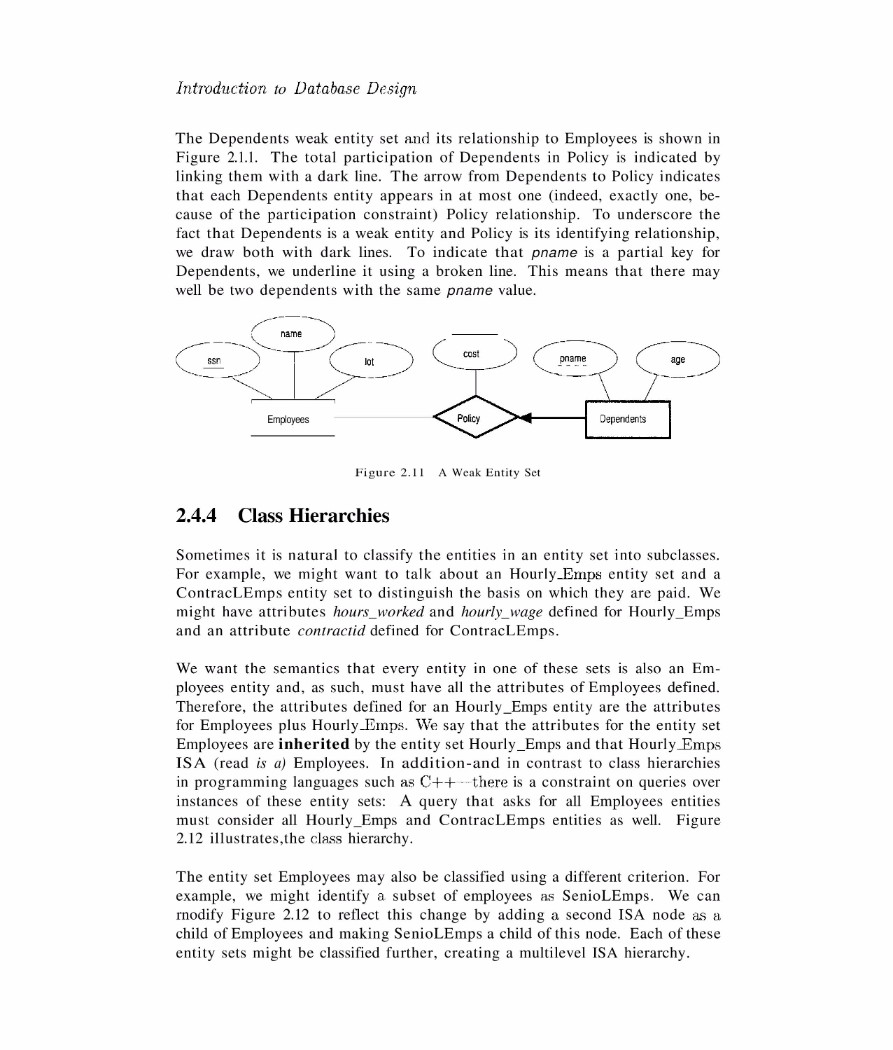 Introduction to Database Design
The Dependents weak entity set and its relationship to Employees is shown in
Figure 2.1.1. The total participation of Dependents in Policy is indicated by
linking them with a dark line. The arrow from Dependents to Policy indicates
that each Dependents entity appears in at most one (indeed, exactly one, be-
cause of the participation constraint) Policy relationship. To underscore the
fact that Dependents is a weak entity and Policy is its identifying relationship,
we draw both with dark lines. To indicate that pname is a partial key for
Dependents, we underline it using a broken line. This means that there may
well be two dependents with the same pname value.
name
ssn
lot
cost
pname
age
Employees
Policy
Dependents
Figure 2.11 A Weak Entity Set
2.4.4 Class Hierarchies
Sometimes it is natural to classify the entities in an entity set into subclasses.
For example, we might want to talk about an Hourly_Emps entity set and a
ContracLEmps entity set to distinguish the basis on which they are paid. We
might have attributes hours_worked and hourly_wage defined for Hourly_Emps
and an attribute contractid defined for ContracLEmps.
We want the semantics that every entity in one of these sets is also an Em-
ployees entity and, as such, must have all the attributes of Employees defined.
Therefore, the attributes defined for an Hourly_Emps entity are the attributes
for Employees plus Hourly_Emps. We say that the attributes for the entity set
Employees are inherited by the entity set Hourly_Emps and that Hourly_Emps
ISA (read is a) Employees. In addition-and in contrast to class hierarchies
in programming languages such as C++--there is a constraint on queries over
instances of these entity sets: A query that asks for all Employees entities
must consider all Hourly_Emps and ContracLEmps entities as well. Figure
2.12 illustrates,the class hierarchy.
The entity set Employees may also be classified using a different criterion. For
example, we might identify a subset of employees as SenioLEmps. We can
modify Figure 2.12 to reflect this change by adding a second ISA node as a
child of Employees and making SenioLEmps a child of this node. Each of these
entity sets might be classified further, creating a multilevel ISA hierarchy.